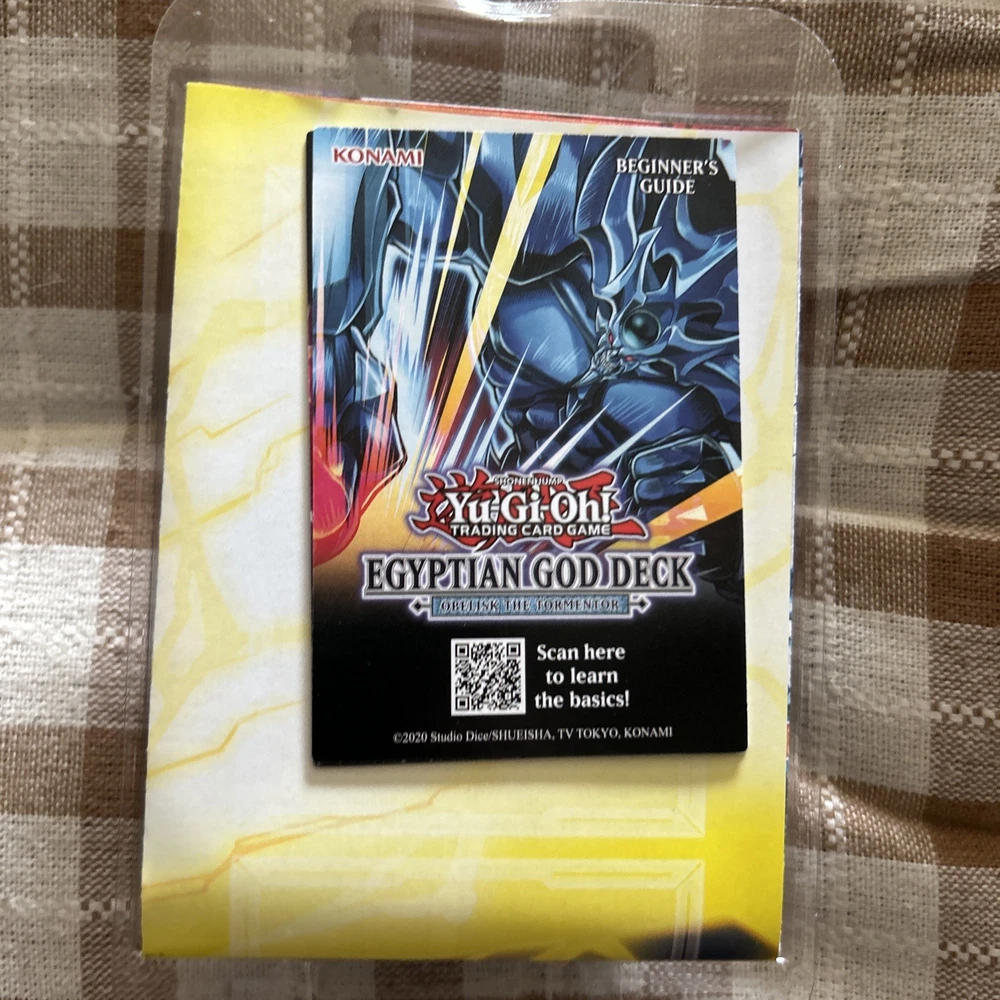 KONAMI
BEGINNER'S
GUIDE
SHONEN JUMP
Yu-Gi-Oh!
TRADING CARD GAME
EGYPTIAN GOD DECK
OBELISK THE TORMENTOR
Scan here
to learn
the basics!
©2020 Studio Dice/SHUEISHA, TV TOKYO, KONAMI